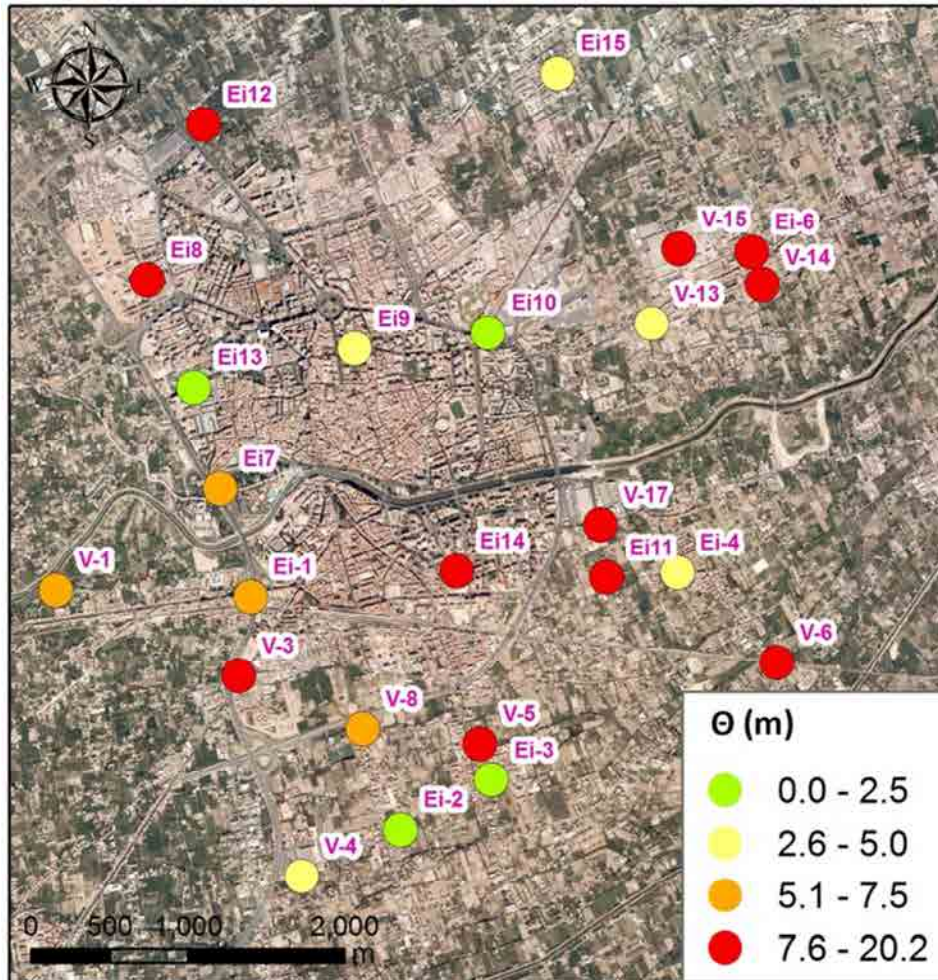 N
W
E
S
Ei15
Ei12
V-15
Ei-6
V-14
Ei8
V-13
Ei10
Ei9
Ei13
Ei7
V-17
Ei14
Ei11
Ei-4
V-1
Ei-1
V-6
V-3
V-8
V-5
Ei-3
Ei-2
V-4
Θ (m)
0.0 - 2.5
2.6 - 5.0
5.1 - 7.5
7.6 - 20.2
0 500 1,000 2,000
m